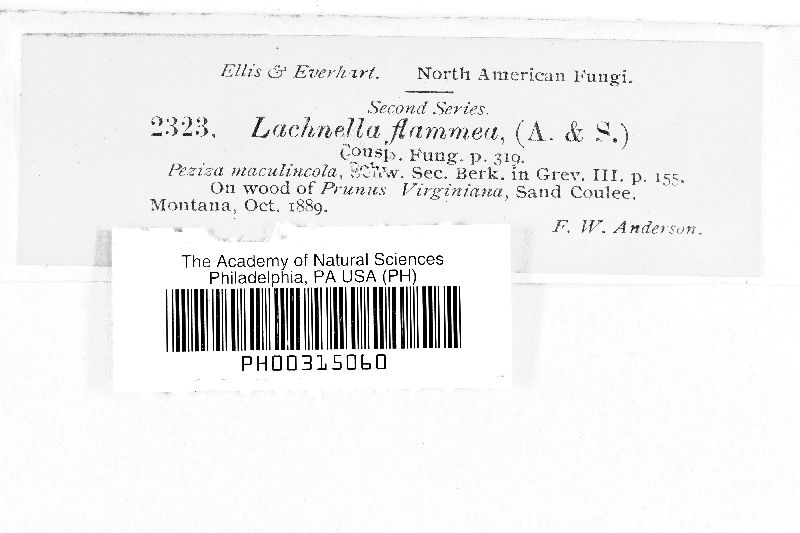 Ellis & Everhart. North American Fungi.
Second Series.
2323. Lachnella flammea, (A. & S.)
Consp. Fung. p. 319.
Peziza maculincola, Schw. Sec. Berk. in Grev. III. p. 155.
On wood of Prunus Virginiana, Sand Coulee,
Montana, Oct. 1889.
F. W. Anderson.
The Academy of Natural Sciences
Philadelphia, PA USA (PH)
PH00315060